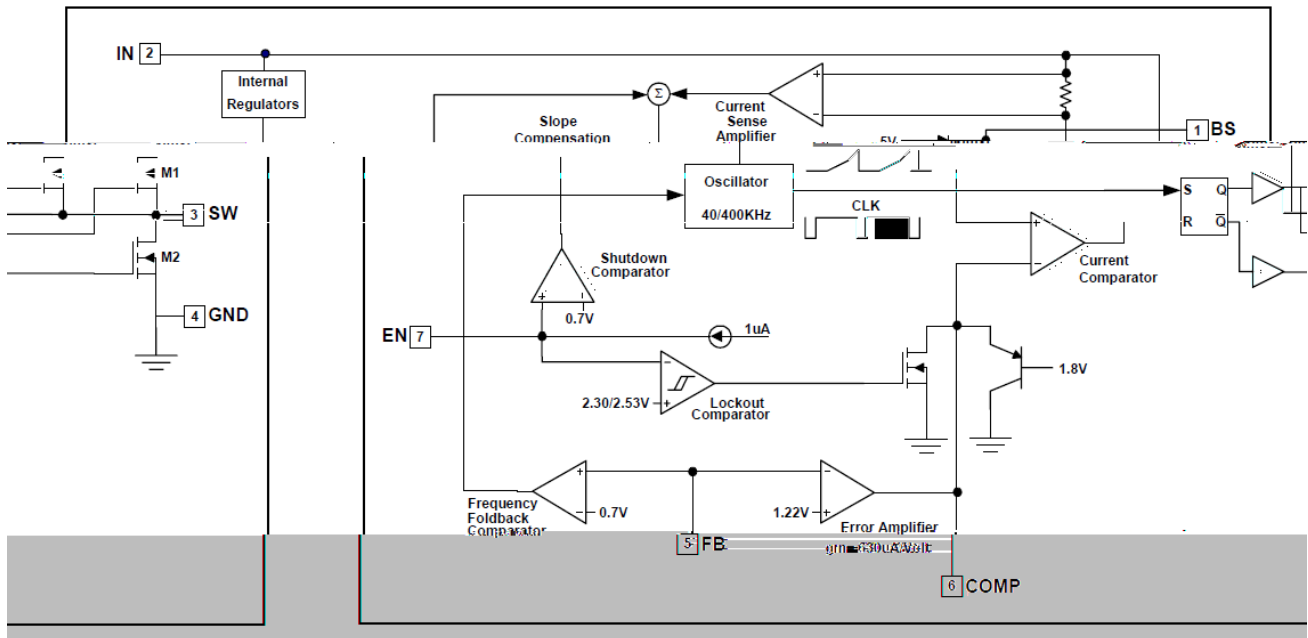 IN 2
Internal
Regulators
Σ
+
−
Current
Sense
Amplifier
Slope
Compensation
5V
1 BS
M1
3 SW
M2
4 GND
Oscillator
40/400KHz
CLK
S Q
R Q̅
+
−
Current
Comparator
Shutdown
Comparator
+ −
0.7V
EN 7
1uA
−
2.30/2.53V +
Lockout
Comparator
1.8V
+
−
0.7V
Frequency
Foldback
Comparator
−
1.22V +
Error Amplifier
5 FB
6 COMP